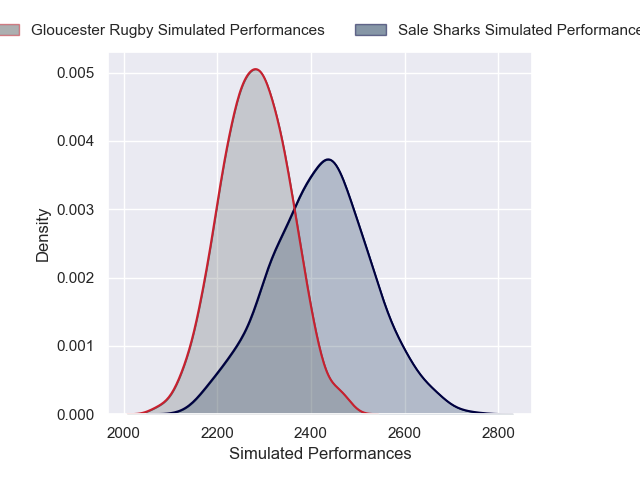 Gloucester Rugby Simulated Performances Sale Sharks Simulated Performance
0.005
0.004
0.003
0.002
0.001
0.000
Density
2000 2200 2400 2600 2800
Simulated Performances